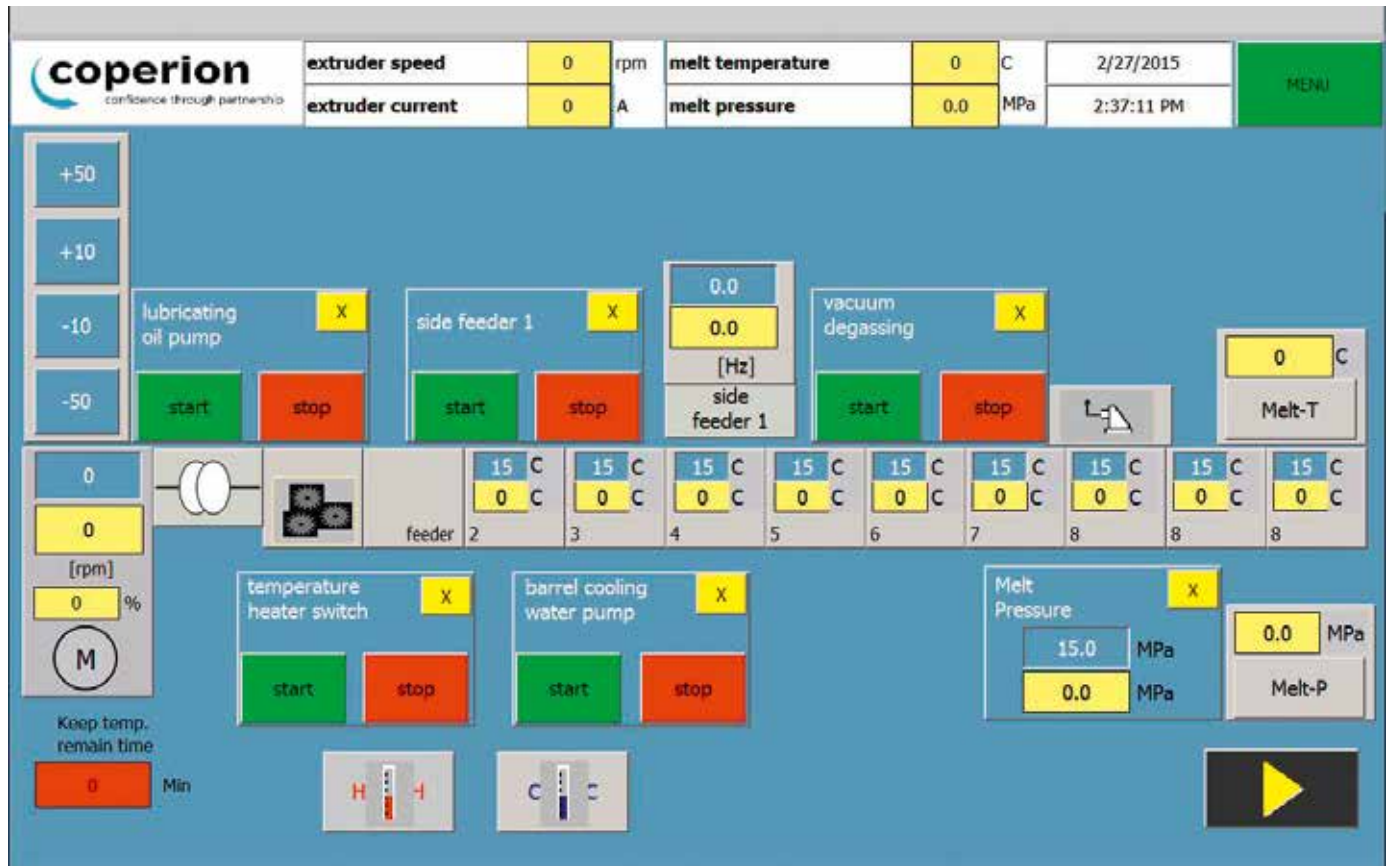 coperion
confidence through partnership
extruder speed 0 rpm melt temperature 0 C 2/27/2015
extruder current 0 A melt pressure 0.0 MPa 2:37:11 PM
MENU
+50
+10
-10
-50
lubricating
oil pump
X
start stop
side feeder 1
X
start stop
0.0
0.0
[Hz]
side
feeder 1
vacuum
degassing
X
start stop
0 C
Melt-T
0
0
[rpm]
0 %
M
feeder
15 C 15 C 15 C 15 C 15 C 15 C 15 C 15 C 15 C
0 C 0 C 0 C 0 C 0 C 0 C 0 C 0 C 0 C
2 3 4 5 6 7 8 8 8
temperature
heater switch
X
start stop
barrel cooling
water pump
X
start stop
Melt
Pressure
X
15.0 MPa
0.0 MPa
0.0 MPa
Melt-P
Keep temp.
remain time
0 Min
H H
C C